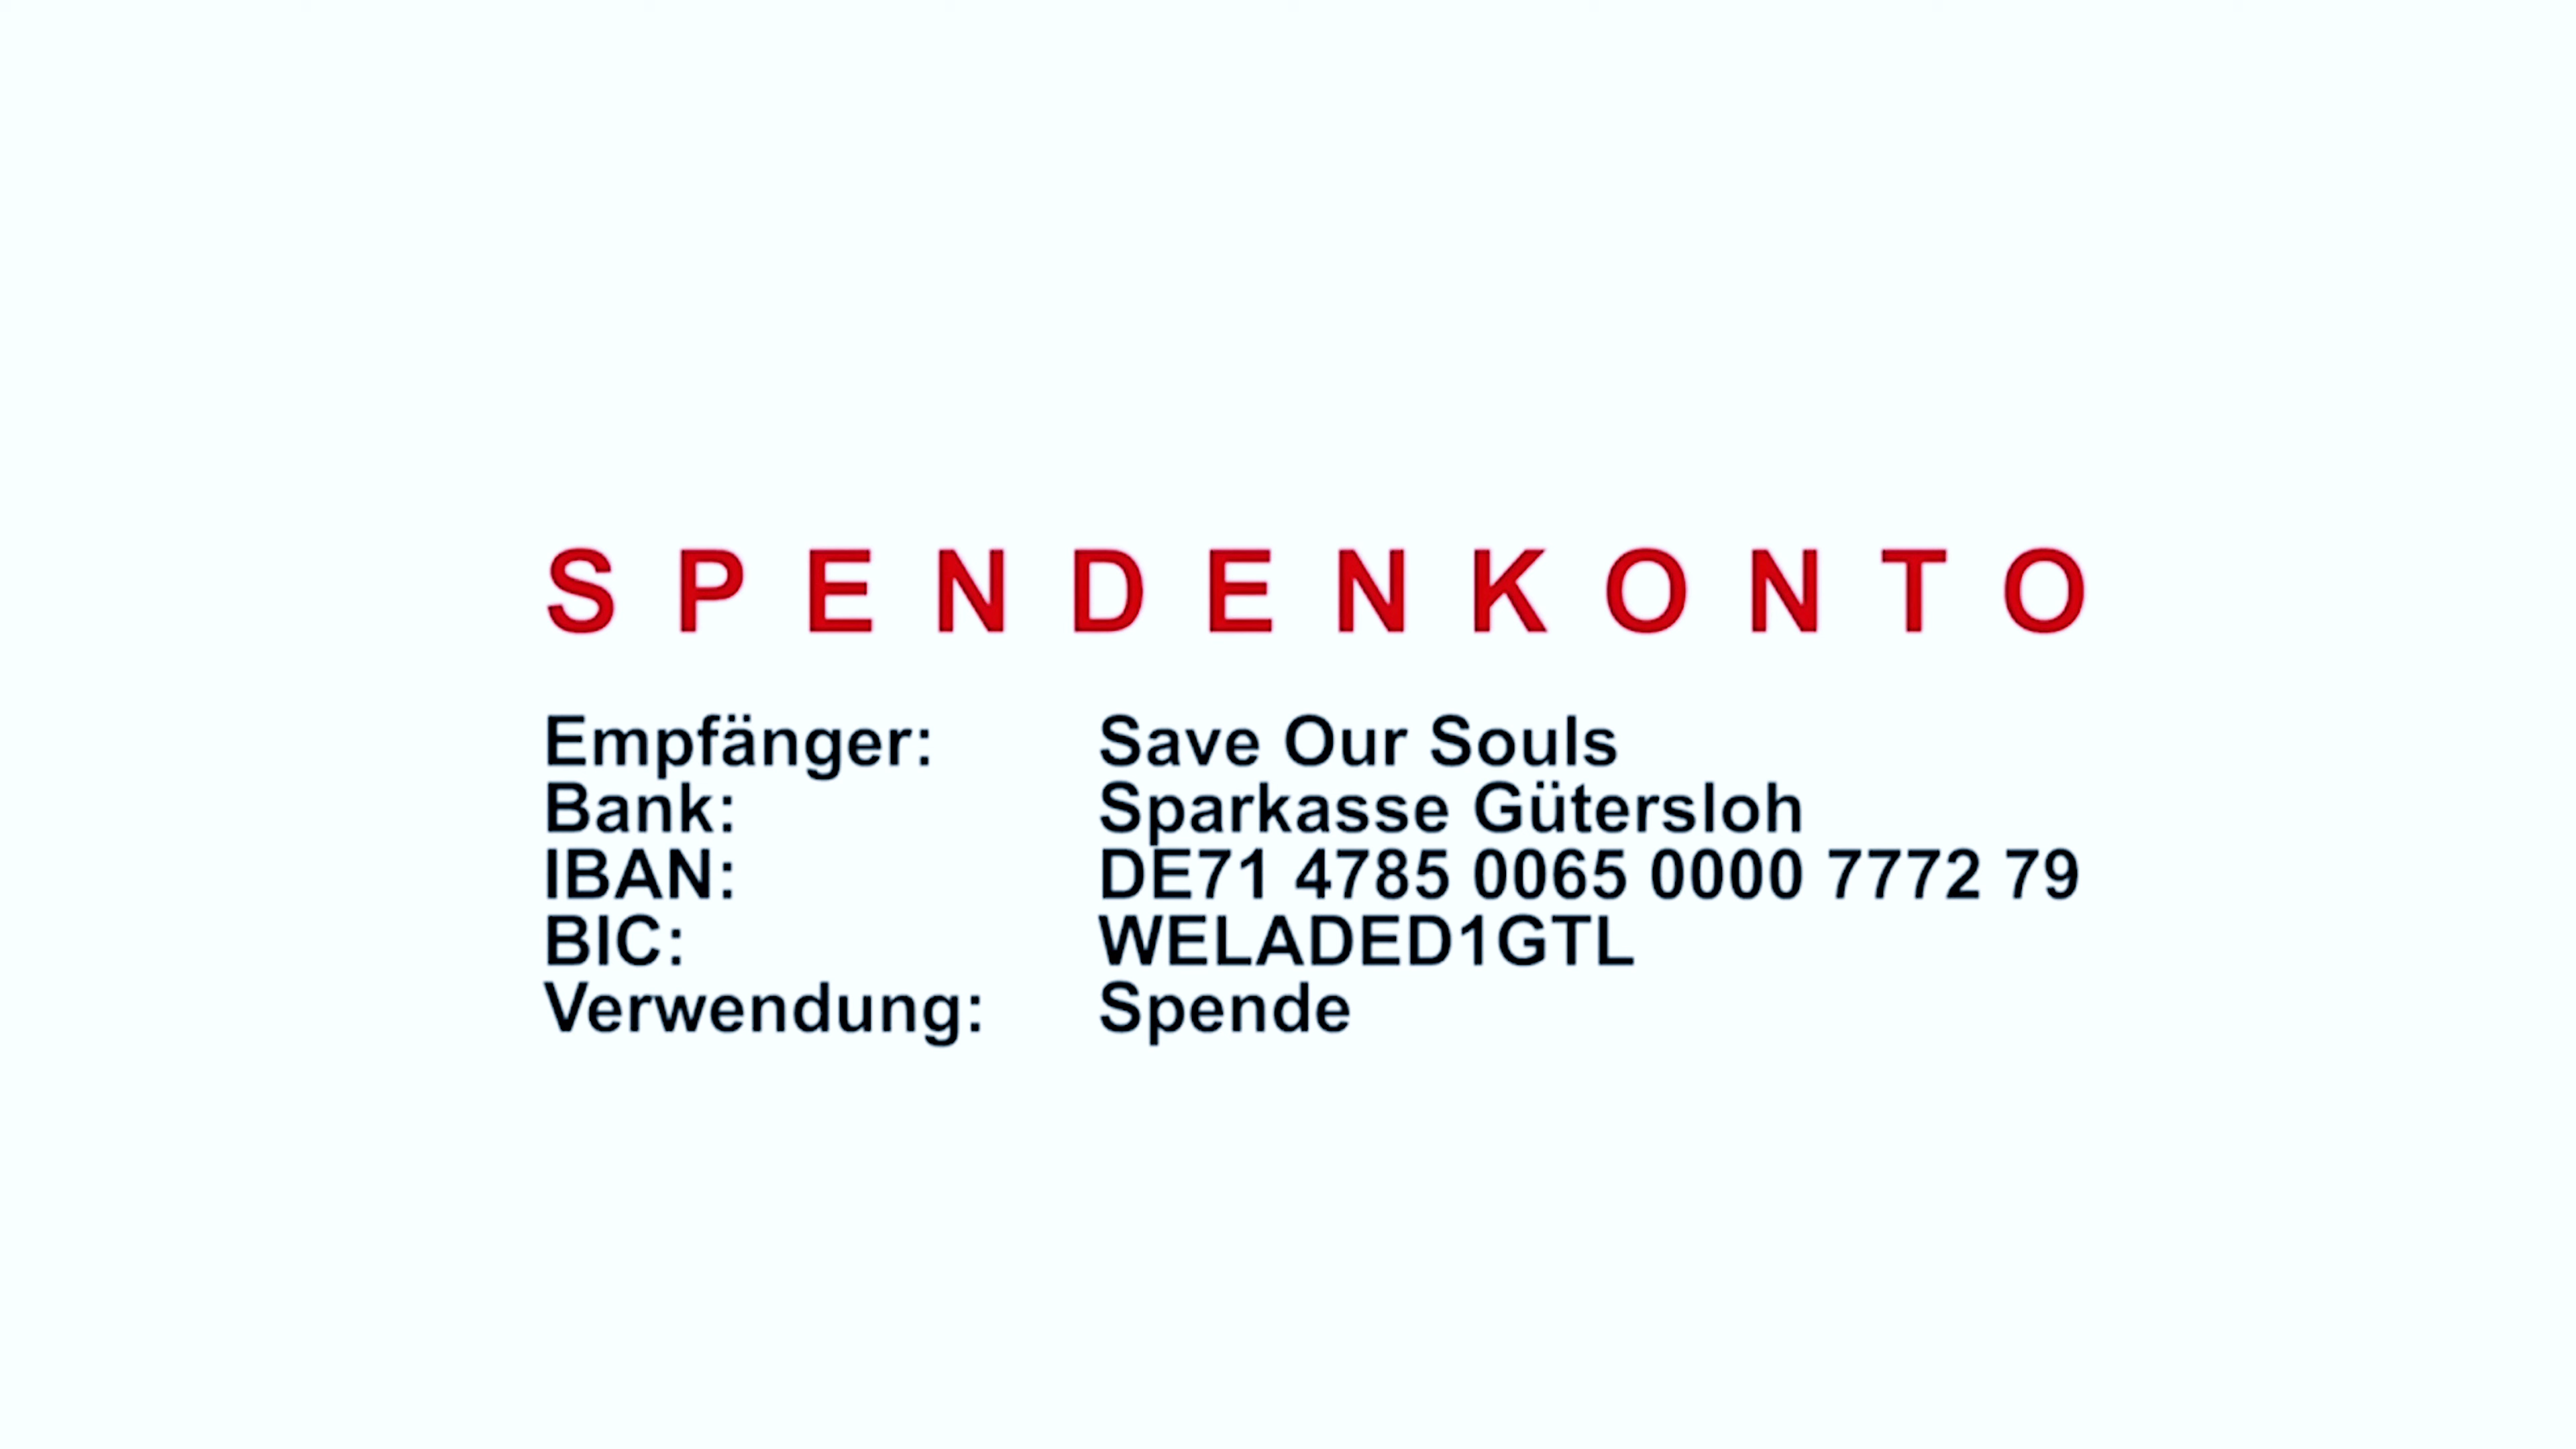 SPENDENKONTO
Empfänger: Save Our Souls
Bank: Sparkasse Gütersloh
IBAN: DE71 4785 0065 0000 7772 79
BIC: WELADED1GTL
Verwendung: Spende